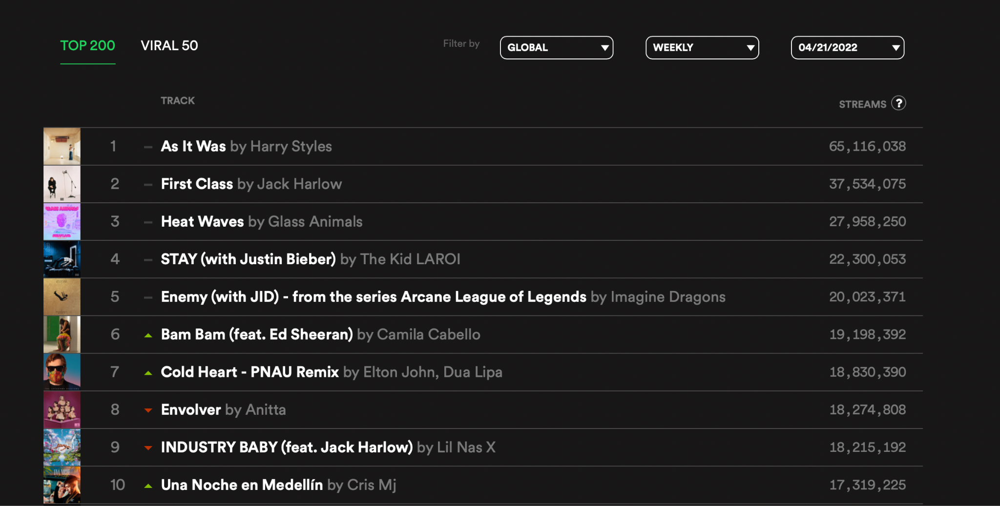 TOP 200 VIRAL 50 Filter by GLOBAL WEEKLY 04/21/2022
TRACK STREAMS ?
1 – As It Was by Harry Styles 65,116,038
2 – First Class by Jack Harlow 37,534,075
GLASS ANIMALS
3 – Heat Waves by Glass Animals 27,958,250
4 – STAY (with Justin Bieber) by The Kid LAROI 22,300,053
5 – Enemy (with JID) - from the series Arcane League of Legends by Imagine Dragons 20,023,371
6 Bam Bam (feat. Ed Sheeran) by Camila Cabello 19,198,392
7 Cold Heart - PNAU Remix by Elton John, Dua Lipa 18,830,390
8 Envolver by Anitta 18,274,808
9 INDUSTRY BABY (feat. Jack Harlow) by Lil Nas X 18,215,192
UNA NOCHE
10 Una Noche en Medellín by Cris Mj 17,319,225